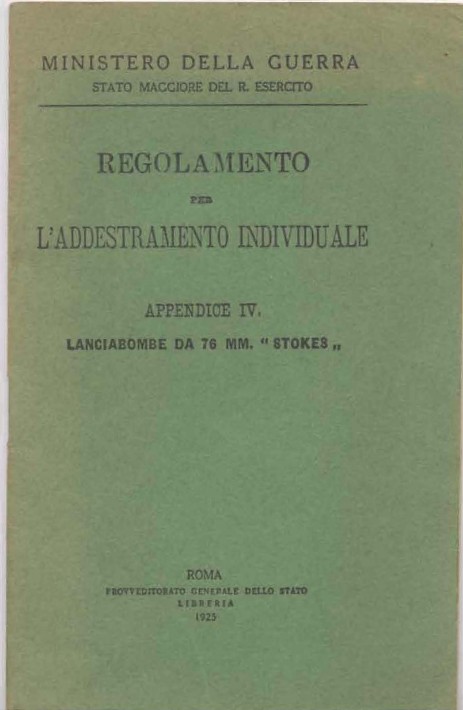 MINISTERO DELLA GUERRA
STATO MAGGIORE DEL R. ESERCITO
REGOLAMENTO
PER
L'ADDESTRAMENTO INDIVIDUALE
APPENDICE IV.
LANCIABOMBE DA 76 MM. “ STOKES „
ROMA
PROVVEDITORATO GENERALE DELLO STATO
LIBRERIA
1925